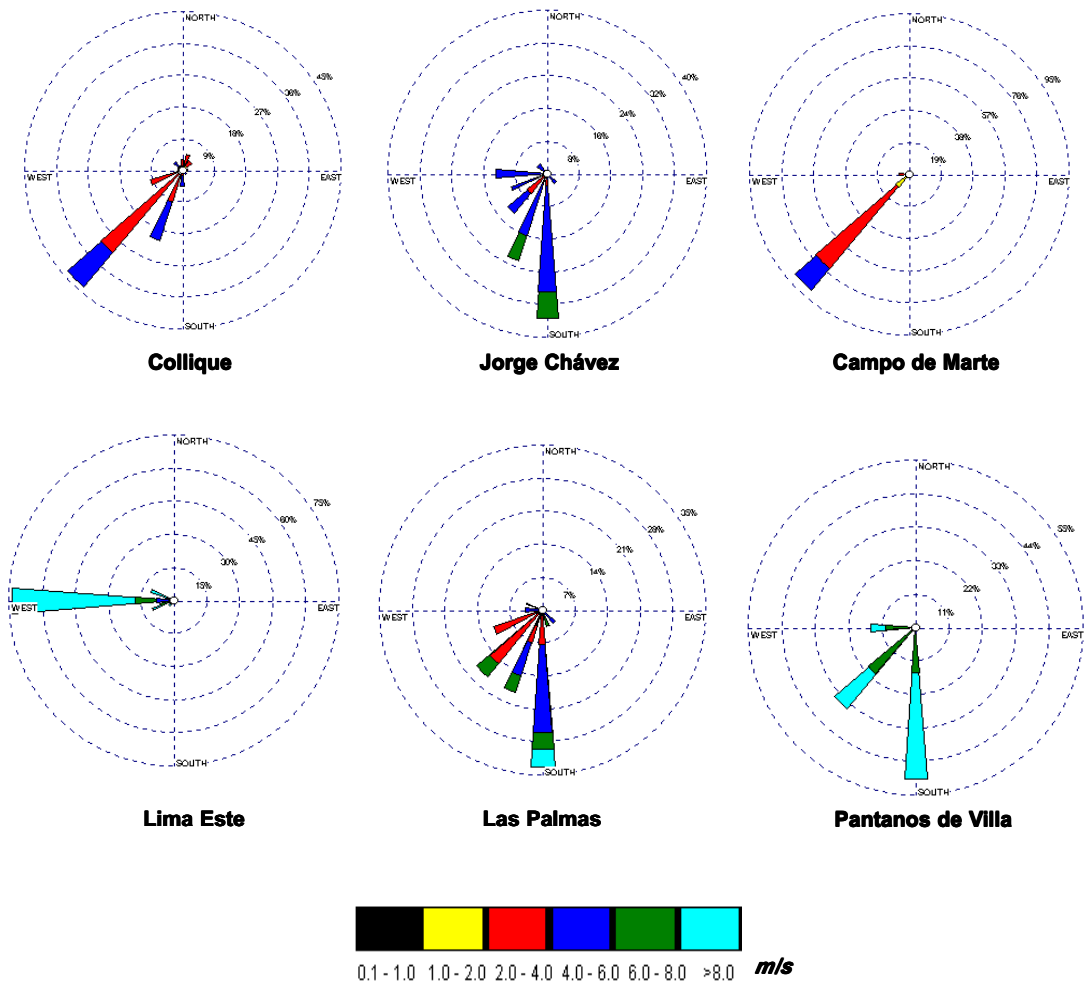 NORTH
45%
36%
27%
18%
9%
WEST
EAST
SOUTH
Collique
NORTH
40%
32%
24%
16%
8%
WEST
EAST
SOUTH
Jorge Chávez
NORTH
95%
76%
57%
38%
19%
WEST
EAST
SOUTH
Campo de Marte
NORTH
75%
60%
45%
30%
15%
WEST
EAST
SOUTH
Lima Este
NORTH
35%
28%
21%
14%
7%
WEST
EAST
SOUTH
Las Palmas
NORTH
55%
44%
33%
22%
11%
WEST
EAST
SOUTH
Pantanos de Villa
0.1 - 1.0 1.0 - 2.0 2.0 - 4.0 4.0 - 6.0 6.0 - 8.0 >8.0 m/s